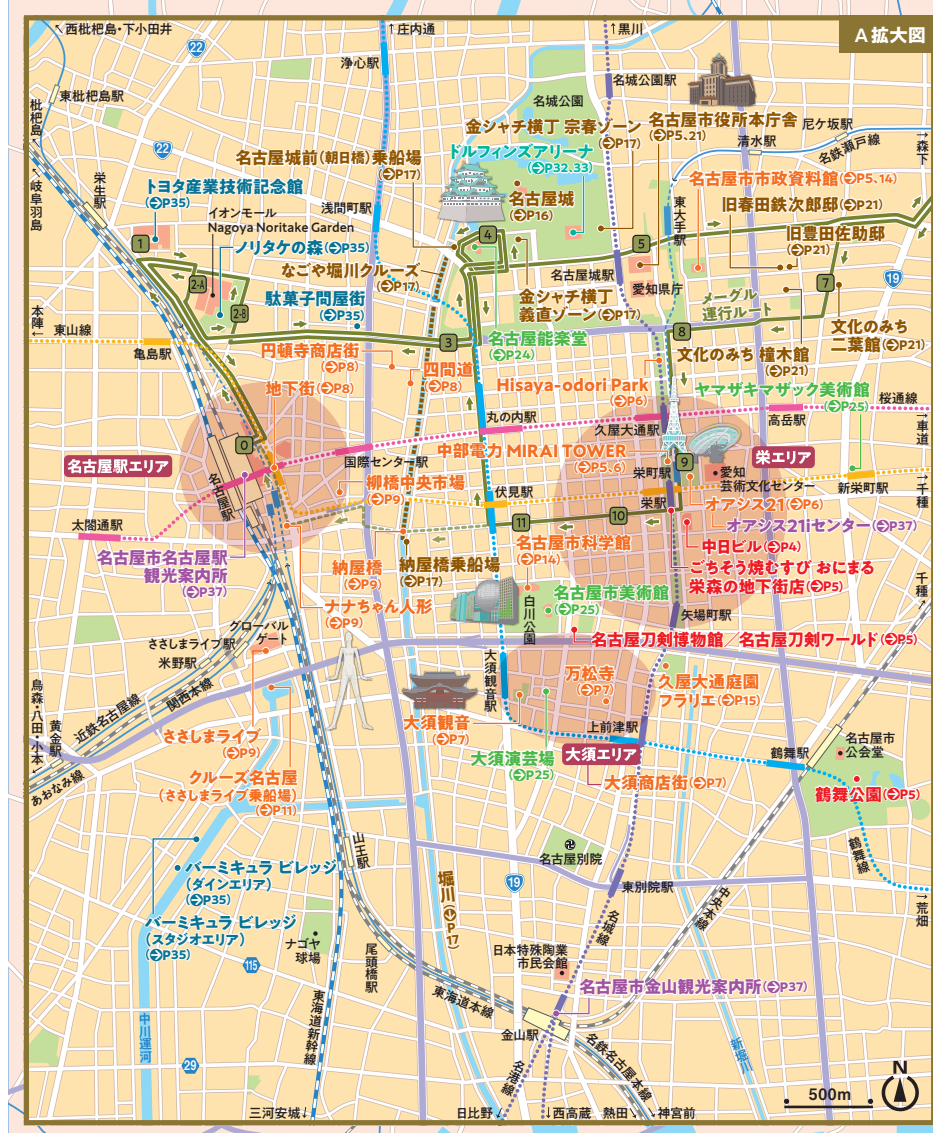 A 拡大図
↖西枇杷島・下小田井
↑庄内通
↑黒川
22
浄心駅
名城公園駅
名城公園
東枇杷島駅
枇杷島↖
岐阜羽島
金シャチ横丁 宗春ゾーン
(➲P17)
名古屋市役所本庁舎
(➲P5、21)
尼ケ坂駅
清水駅
名鉄瀬戸線
→森下
22
名古屋城前(朝日橋)乗船場
(➲P17)
ドルフィンズアリーナ
(➲P32、33)
栄生駅
トヨタ産業技術記念館
(➲P35)
浅間町駅
名古屋城
(➲P16)
東大手駅
名古屋市市政資料館(➲P5、14)
旧春田鉄次郎邸(➲P21)
イオンモール
Nagoya Noritake Garden
ノリタケの森(➲P35)
旧豊田佐助邸
(➲P21)
1
4
5
なごや堀川クルーズ
(➲P17)
名古屋城駅
愛知県庁
7
19
2-A
2-B
駄菓子問屋街
(➲P35)
金シャチ横丁
義直ゾーン(➲P17)
メーグル
運行ルート
本陣←
東山線
亀島駅
3
8
名古屋能楽堂
(➲P24)
文化のみち 橦木館
(➲P21)
文化のみち
二葉館(➲P21)
円頓寺商店街
(➲P8)
四間道
(➲P8)
地下街(➲P8)
Hisaya-odori Park
(➲P6)
ヤマザキマザック美術館
(➲P25)
桜通線
→車道
丸の内駅
久屋大通駅
高岳駅
0
名古屋駅エリア
名古屋駅
国際センター駅
中部電力 MIRAI TOWER
(➲P5、6)
栄町駅
9
愛知
芸術文化センター
栄エリア
柳橋中央市場
(➲P9)
伏見駅
栄駅
新栄町駅
→千種
オアシス21(➲P6)
太閤通駅
11
10
オアシス21iセンター(➲P37)
名古屋市科学館
(➲P14)
中日ビル(➲P4)
名古屋市名古屋駅
観光案内所
(➲P37)
納屋橋
(➲P9)
納屋橋乗船場
(➲P17)
ごちそう焼むすび おにまる
栄森の地下街店(➲P5)
千種↗
ナナちゃん人形
(➲P9)
白川公園
名古屋市美術館
(➲P25)
矢場町駅
グローバル
ゲート
ささしまライブ駅
米野駅
名古屋刀剣博物館/名古屋刀剣ワールド(➲P5)
近鉄名古屋線
関西本線
大須観音駅
万松寺
(➲P7)
久屋大通庭園
フラリエ(➲P15)
烏森・八田・小本↙
黄金駅
あおなみ線
ささしまライブ
(➲P9)
大須観音
(➲P7)
上前津駅
大須演芸場
(➲P25)
大須エリア
鶴舞駅
名古屋市
公会堂
クルーズ名古屋
(ささしまライブ乗船場)
(➲P11)
大須商店街(➲P7)
鶴舞公園(➲P5)
山王駅
名古屋別院
鶴舞線
バーミキュラ ビレッジ
(ダインエリア)
(➲P35)
堀川(➲P17)
19
東別院駅
中央本線
→荒畑
バーミキュラ ビレッジ
(スタジオエリア)
(➲P35)
ナゴヤ
球場
名城線
尾頭橋駅
日本特殊陶業
市民会館
115
名古屋市金山観光案内所(➲P37)
東海道本線
東海道新幹線
中川運河
金山駅
新堀川
29
名港線
名鉄名古屋本線
N
500m
三河安城↓
日比野↙
↓西高蔵
熱田↘
↘神宮前